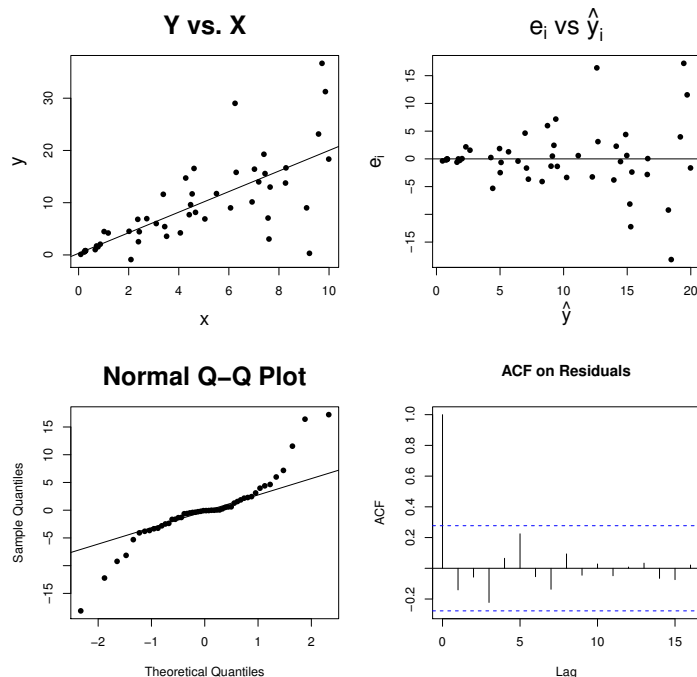 Y vs. X
y
0 10 20 30
0 2 4 6 8 10
x
e_i vs ŷ_i
e_i
−15 −5 0 5 10 15
0 5 10 15 20
ŷ
Normal Q−Q Plot
Sample Quantiles
−15 −5 0 5 10 15
−2 −1 0 1 2
Theoretical Quantiles
ACF on Residuals
ACF
−0.2 0.2 0.4 0.6 0.8 1.0
0 5 10 15
Lag